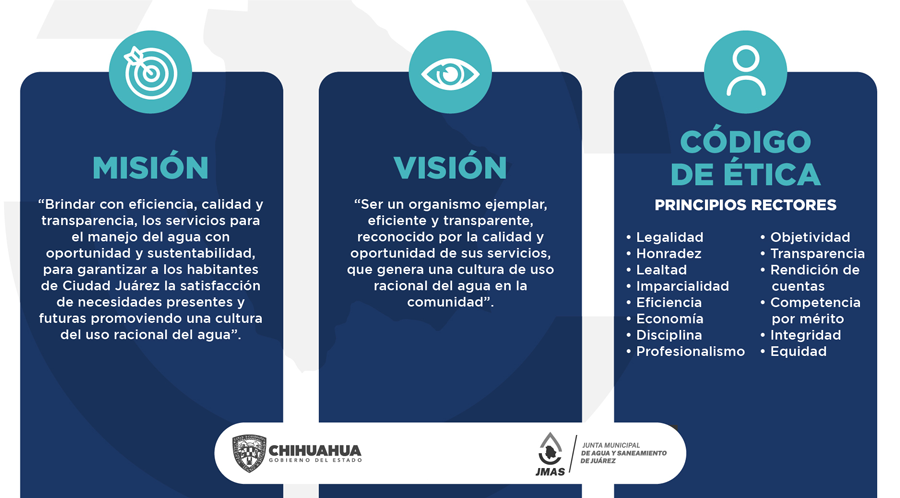 MISIÓN
“Brindar con eficiencia, calidad y
transparencia, los servicios para
el manejo del agua con
oportunidad y sustentabilidad,
para garantizar a los habitantes
de Ciudad Juárez la satisfacción
de necesidades presentes y
futuras promoviendo una cultura
del uso racional del agua”.
VISIÓN
“Ser un organismo ejemplar,
eficiente y transparente,
reconocido por la calidad y
oportunidad de sus servicios,
que genera una cultura de uso
racional del agua en la
comunidad”.
CÓDIGO
DE ÉTICA
PRINCIPIOS RECTORES
• Legalidad
• Honradez
• Lealtad
• Imparcialidad
• Eficiencia
• Economía
• Disciplina
• Profesionalismo
• Objetividad
• Transparencia
• Rendición de
cuentas
• Competencia
por mérito
• Integridad
• Equidad
CHIHUAHUA
GOBIERNO DEL ESTADO
JMAS
JUNTA MUNICIPAL
DE AGUA Y SANEAMIENTO
DE JUÁREZ